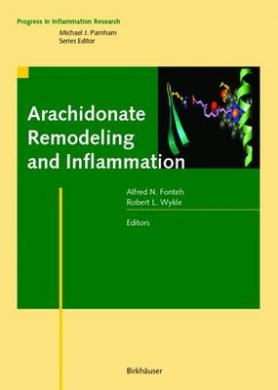 Progress in Inflammation Research
Michael J. Parnham
Series Editor
Arachidonate
Remodeling
and Inflammation
Alfred N. Fonteh
Robert L. Wykle
Editors
Birkhäuser